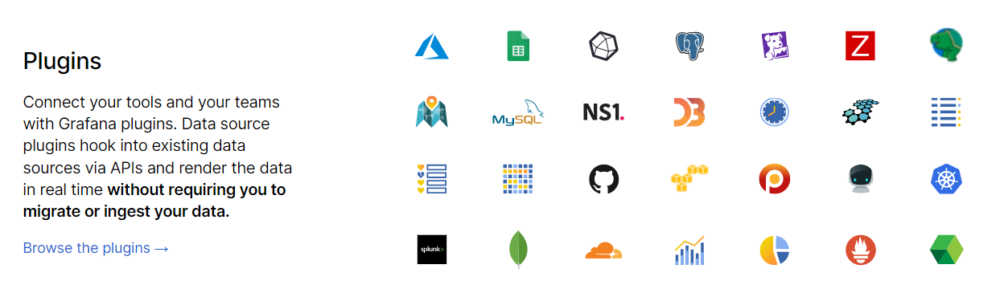 Plugins
Connect your tools and your teams
with Grafana plugins. Data source
plugins hook into existing data
sources via APIs and render the data
in real time without requiring you to
migrate or ingest your data.
Browse the plugins →
Z
MySQL
NS1.
D3
splunk>